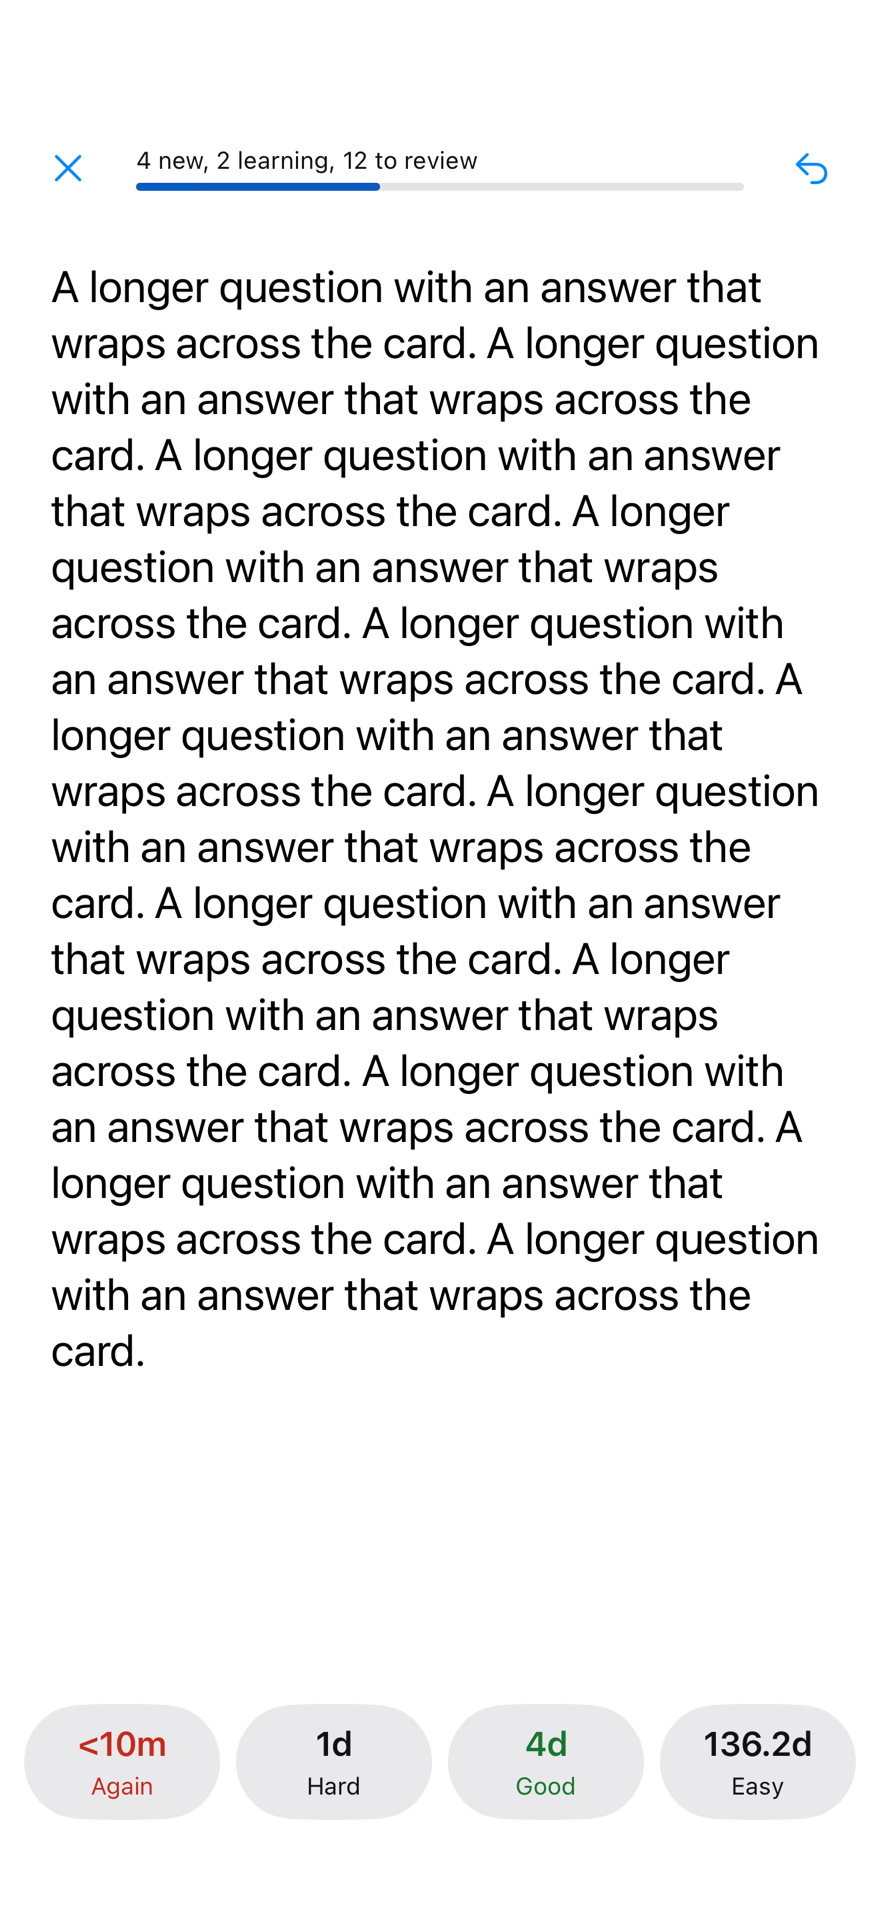 4 new, 2 learning, 12 to review
A longer question with an answer that
wraps across the card. A longer question
with an answer that wraps across the
card. A longer question with an answer
that wraps across the card. A longer
question with an answer that wraps
across the card. A longer question with
an answer that wraps across the card. A
longer question with an answer that
wraps across the card. A longer question
with an answer that wraps across the
card. A longer question with an answer
that wraps across the card. A longer
question with an answer that wraps
across the card. A longer question with
an answer that wraps across the card. A
longer question with an answer that
wraps across the card. A longer question
with an answer that wraps across the
card.
<10m 1d 4d 136.2d
Again Hard Good Easy